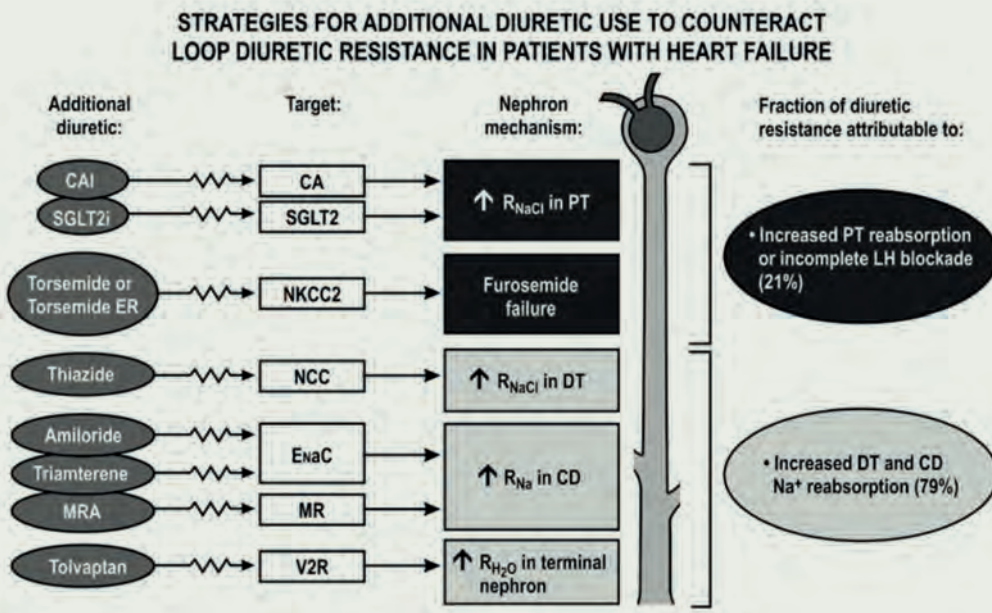 STRATEGIES FOR ADDITIONAL DIURETIC USE TO COUNTERACT
LOOP DIURETIC RESISTANCE IN PATIENTS WITH HEART FAILURE
Additional
diuretic:
Target:
Nephron
mechanism:
Fraction of diuretic
resistance attributable to:
CAI
CA
SGLT2i
SGLT2
↑ RNaCl in PT
Torsemide or
Torsemide ER
NKCC2
Furosemide
failure
• Increased PT reabsorption
or incomplete LH blockade
(21%)
Thiazide
NCC
↑ RNaCl in DT
Amiloride
Triamterene
ENaC
MRA
MR
↑ RNa in CD
Tolvaptan
V2R
↑ RH2O in terminal
nephron
• Increased DT and CD
Na+ reabsorption (79%)